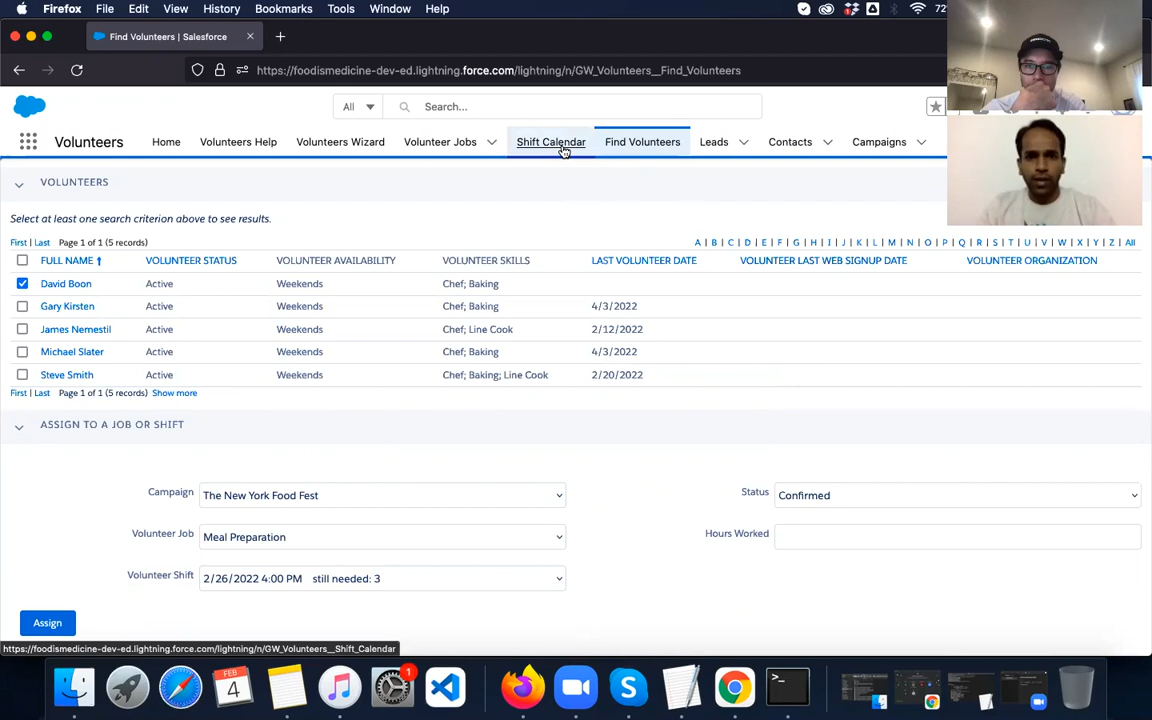 Firefox File Edit View History Bookmarks Tools Window Help 72
Find Volunteers | Salesforce
https://foodismedicine-dev-ed.lightning.force.com/lightning/n/GW_Volunteers__Find_Volunteers
All Search...
Volunteers Home Volunteers Help Volunteers Wizard Volunteer Jobs Shift Calendar Find Volunteers Leads Contacts Campaigns
VOLUNTEERS
Select at least one search criterion above to see results.
First | Last Page 1 of 1 (5 records) A | B | C | D | E | F | G | H | I | J | K | L | M | N | O | P | Q | R | S | T | U | V | W | X | Y | Z | All
FULL NAME VOLUNTEER STATUS VOLUNTEER AVAILABILITY VOLUNTEER SKILLS LAST VOLUNTEER DATE VOLUNTEER LAST WEB SIGNUP DATE VOLUNTEER ORGANIZATION
David Boon Active Weekends Chef; Baking
Gary Kirsten Active Weekends Chef; Baking 4/3/2022
James Nemestil Active Weekends Chef; Line Cook 2/12/2022
Michael Slater Active Weekends Chef; Baking 4/3/2022
Steve Smith Active Weekends Chef; Baking; Line Cook 2/20/2022
First | Last Page 1 of 1 (5 records) Show more
ASSIGN TO A JOB OR SHIFT
Campaign The New York Food Fest Status Confirmed
Volunteer Job Meal Preparation Hours Worked
Volunteer Shift 2/26/2022 4:00 PM still needed: 3
Assign
https://foodismedicine-dev-ed.lightning.force.com/lightning/n/GW_Volunteers__Shift_Calendar
FEB
4
1